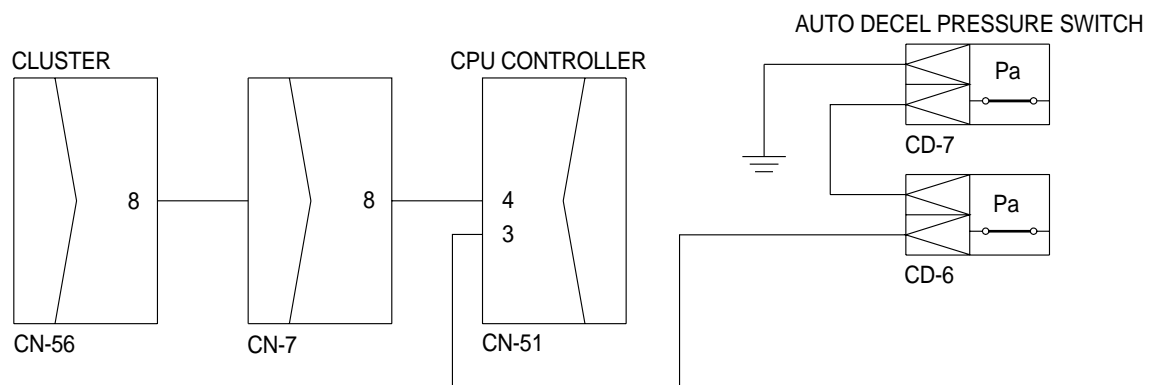 AUTO DECEL PRESSURE SWITCH
CLUSTER
CPU CONTROLLER
Pa
CD-7
8
8
4
3
Pa
CD-6
CN-56
CN-7
CN-51